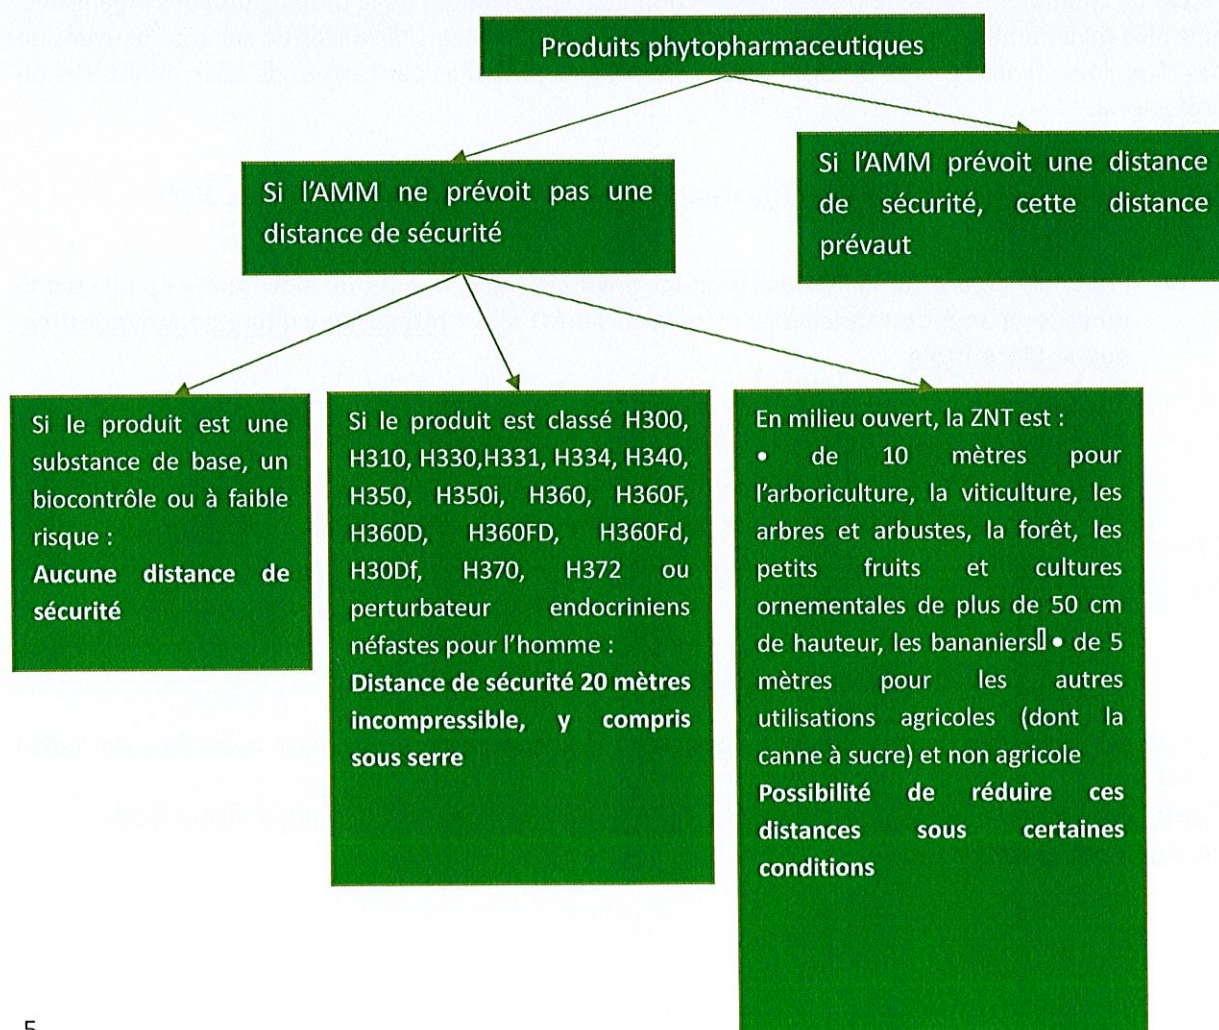 Produits phytopharmaceutiques
Si l'AMM ne prévoit pas une
distance de sécurité
Si l'AMM prévoit une distance
de sécurité, cette distance
prévaut
Si le produit est une
substance de base, un
biocontrôle ou à faible
risque :
Aucune distance de
sécurité
Si le produit est classé H300,
H310, H330,H331, H334, H340,
H350, H350i, H360, H360F,
H360D, H360FD, H360Fd,
H30Df, H370, H372 ou
perturbateur endocriniens
néfastes pour l'homme :
Distance de sécurité 20 mètres
incompressible, y compris
sous serre
En milieu ouvert, la ZNT est :
• de 10 mètres pour
l'arboriculture, la viticulture, les
arbres et arbustes, la forêt, les
petits fruits et cultures
ornementales de plus de 50 cm
de hauteur, les bananiers • de 5
mètres pour les autres
utilisations agricoles (dont la
canne à sucre) et non agricole
Possibilité de réduire ces
distances sous certaines
conditions
5